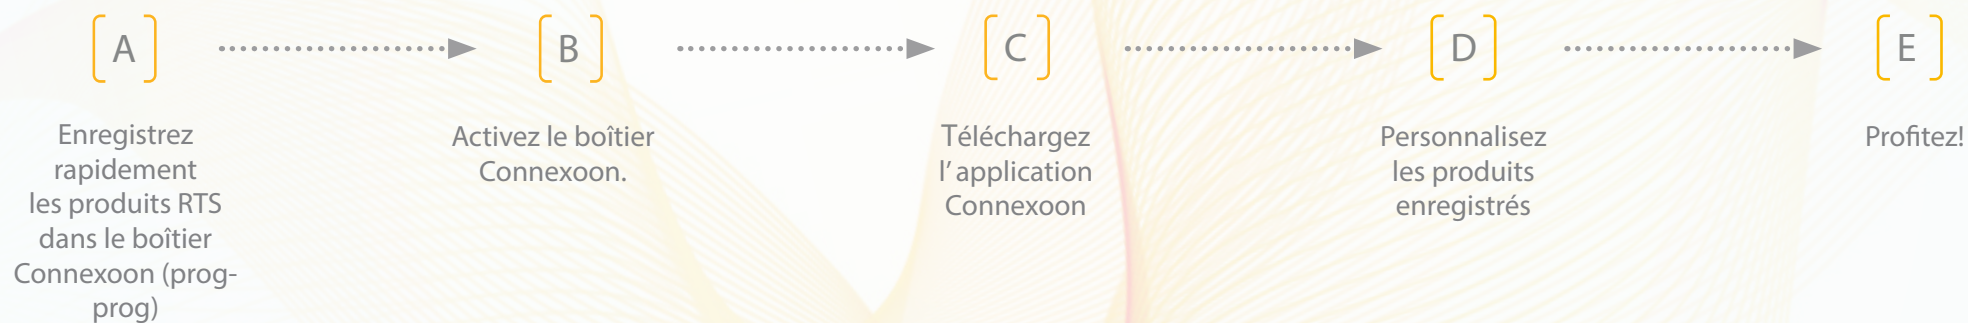 A
B
C
D
E
Enregistrez
rapidement
les produits RTS
dans le boîtier
Connexoon (prog-
prog)
Activez le boîtier
Connexoon.
Téléchargez
l’application
Connexoon
Personnalisez
les produits
enregistrés
Profitez!